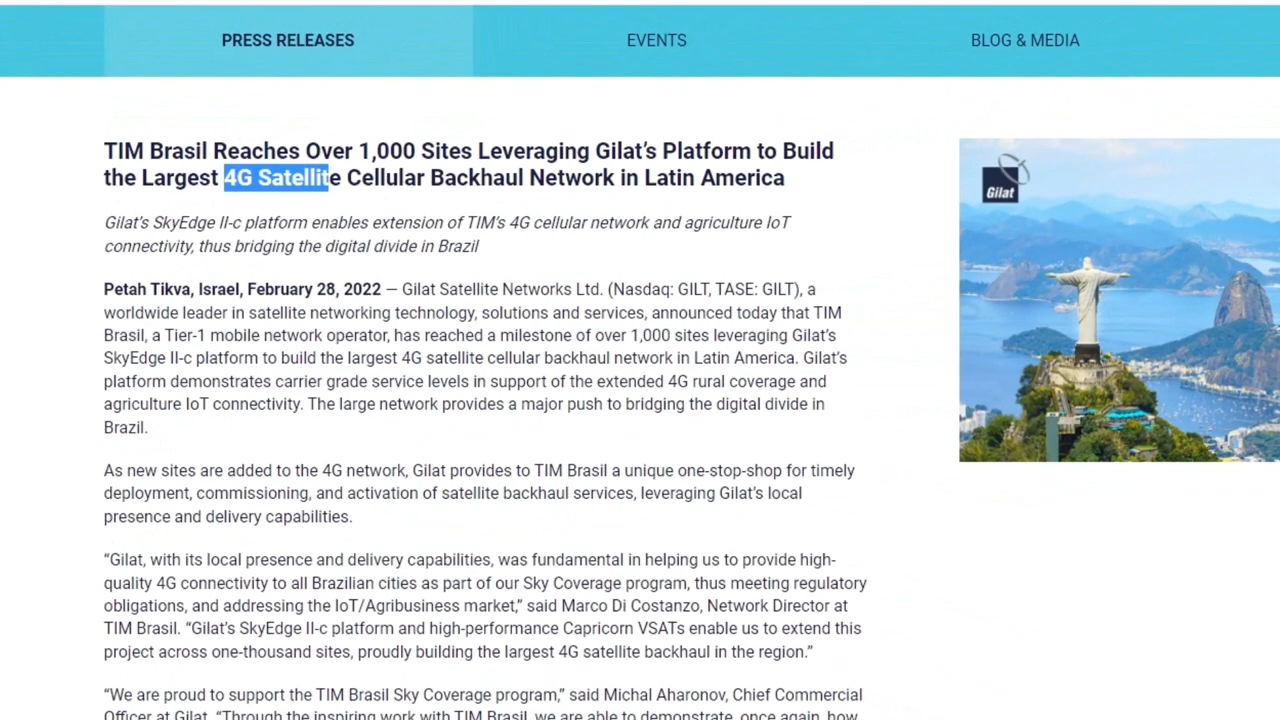 PRESS RELEASES
EVENTS
BLOG & MEDIA
TIM Brasil Reaches Over 1,000 Sites Leveraging Gilat’s Platform to Build
the Largest 4G Satellite Cellular Backhaul Network in Latin America
Gilat’s SkyEdge II-c platform enables extension of TIM’s 4G cellular network and agriculture IoT
connectivity, thus bridging the digital divide in Brazil
Petah Tikva, Israel, February 28, 2022 — Gilat Satellite Networks Ltd. (Nasdaq: GILT, TASE: GILT), a
worldwide leader in satellite networking technology, solutions and services, announced today that TIM
Brasil, a Tier-1 mobile network operator, has reached a milestone of over 1,000 sites leveraging Gilat’s
SkyEdge II-c platform to build the largest 4G satellite cellular backhaul network in Latin America. Gilat’s
platform demonstrates carrier grade service levels in support of the extended 4G rural coverage and
agriculture IoT connectivity. The large network provides a major push to bridging the digital divide in
Brazil.
As new sites are added to the 4G network, Gilat provides to TIM Brasil a unique one-stop-shop for timely
deployment, commissioning, and activation of satellite backhaul services, leveraging Gilat’s local
presence and delivery capabilities.
“Gilat, with its local presence and delivery capabilities, was fundamental in helping us to provide high-
quality 4G connectivity to all Brazilian cities as part of our Sky Coverage program, thus meeting regulatory
obligations, and addressing the IoT/Agribusiness market,” said Marco Di Costanzo, Network Director at
TIM Brasil. “Gilat’s SkyEdge II-c platform and high-performance Capricorn VSATs enable us to extend this
project across one-thousand sites, proudly building the largest 4G satellite backhaul in the region.”
“We are proud to support the TIM Brasil Sky Coverage program,” said Michal Aharonov, Chief Commercial
Officer at Gilat. “Through the inspiring work with TIM Brasil, we are able to demonstrate, once again, how
Gilat